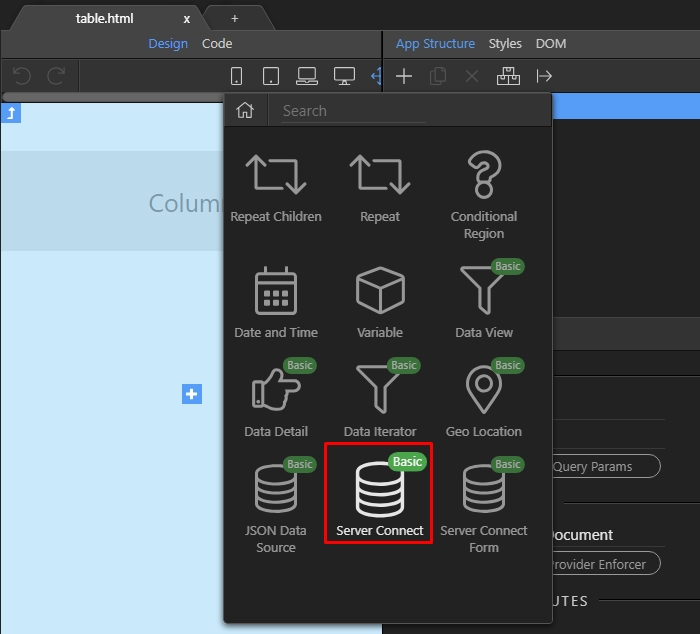 table.html x +
Design Code
App Structure Styles DOM
Search
Colum
Repeat Children
Repeat
Conditional
Region
Date and Time
Variable
Basic
Data View
Basic
Data Detail
Basic
Data Iterator
Basic
Geo Location
Query Params
Basic
JSON Data
Source
Basic
Server Connect
Basic
Server Connect
Form
ocument
rovider Enforcer
UTES